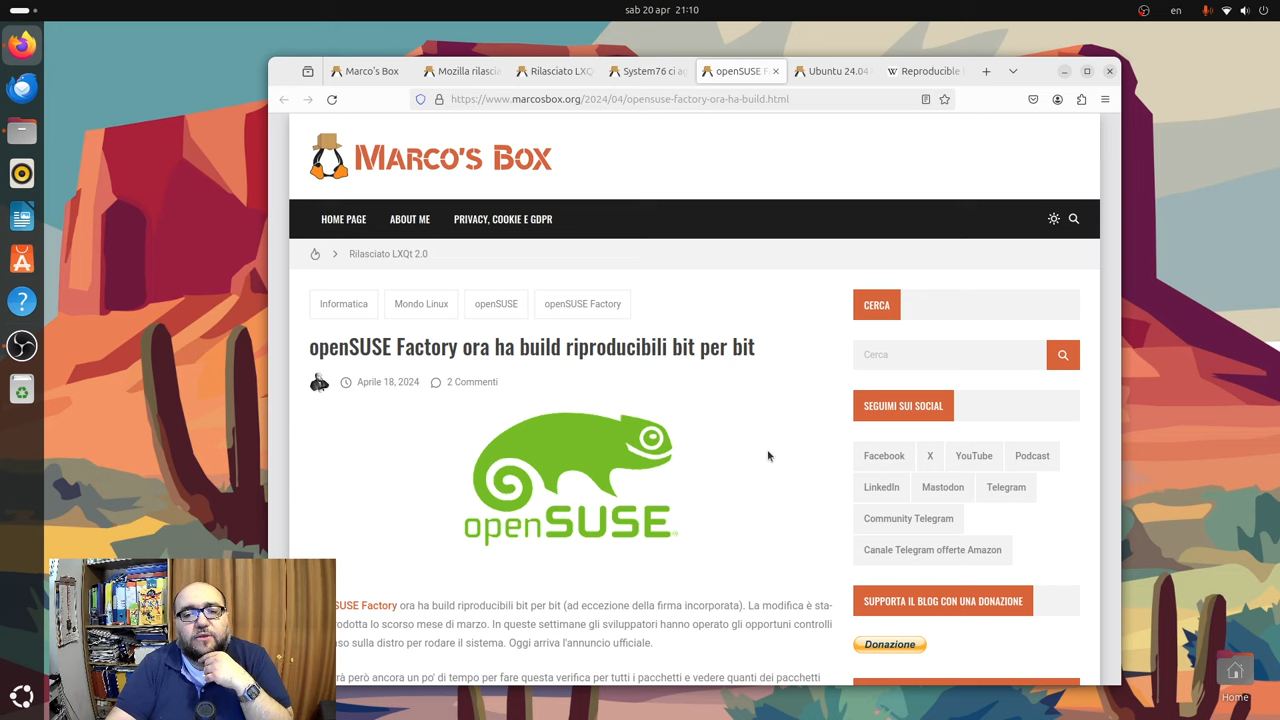 sab 20 apr 21:10
en
Marco's Box
Mozilla rilasci
Rilasciato LXQ
System76 ci a
openSUSE F
Ubuntu 24.04
Reproducible
https://www.marcosbox.org/2024/04/opensuse-factory-ora-ha-build.html
MARCO'S BOX
HOME PAGE
ABOUT ME
PRIVACY, COOKIE E GDPR
Rilasciato LXQt 2.0
Informatica
Mondo Linux
openSUSE
openSUSE Factory
openSUSE Factory ora ha build riproducibili bit per bit
Aprile 18, 2024
2 Commenti
openSUSE
SUSE Factory ora ha build riproducibili bit per bit (ad eccezione della firma incorporata). La modifica è sta-
rodotta lo scorso mese di marzo. In queste settimane gli sviluppatori hanno operato gli opportuni controlli
so sulla distro per rodare il sistema. Oggi arriva l'annuncio ufficiale.
rà però ancora un po' di tempo per fare questa verifica per tutti i pacchetti e vedere quanti dei pacchetti
CERCA
Cerca
SEGUIMI SUI SOCIAL
Facebook
X
YouTube
Podcast
LinkedIn
Mastodon
Telegram
Community Telegram
Canale Telegram offerte Amazon
SUPPORTA IL BLOG CON UNA DONAZIONE
Donazione
Home